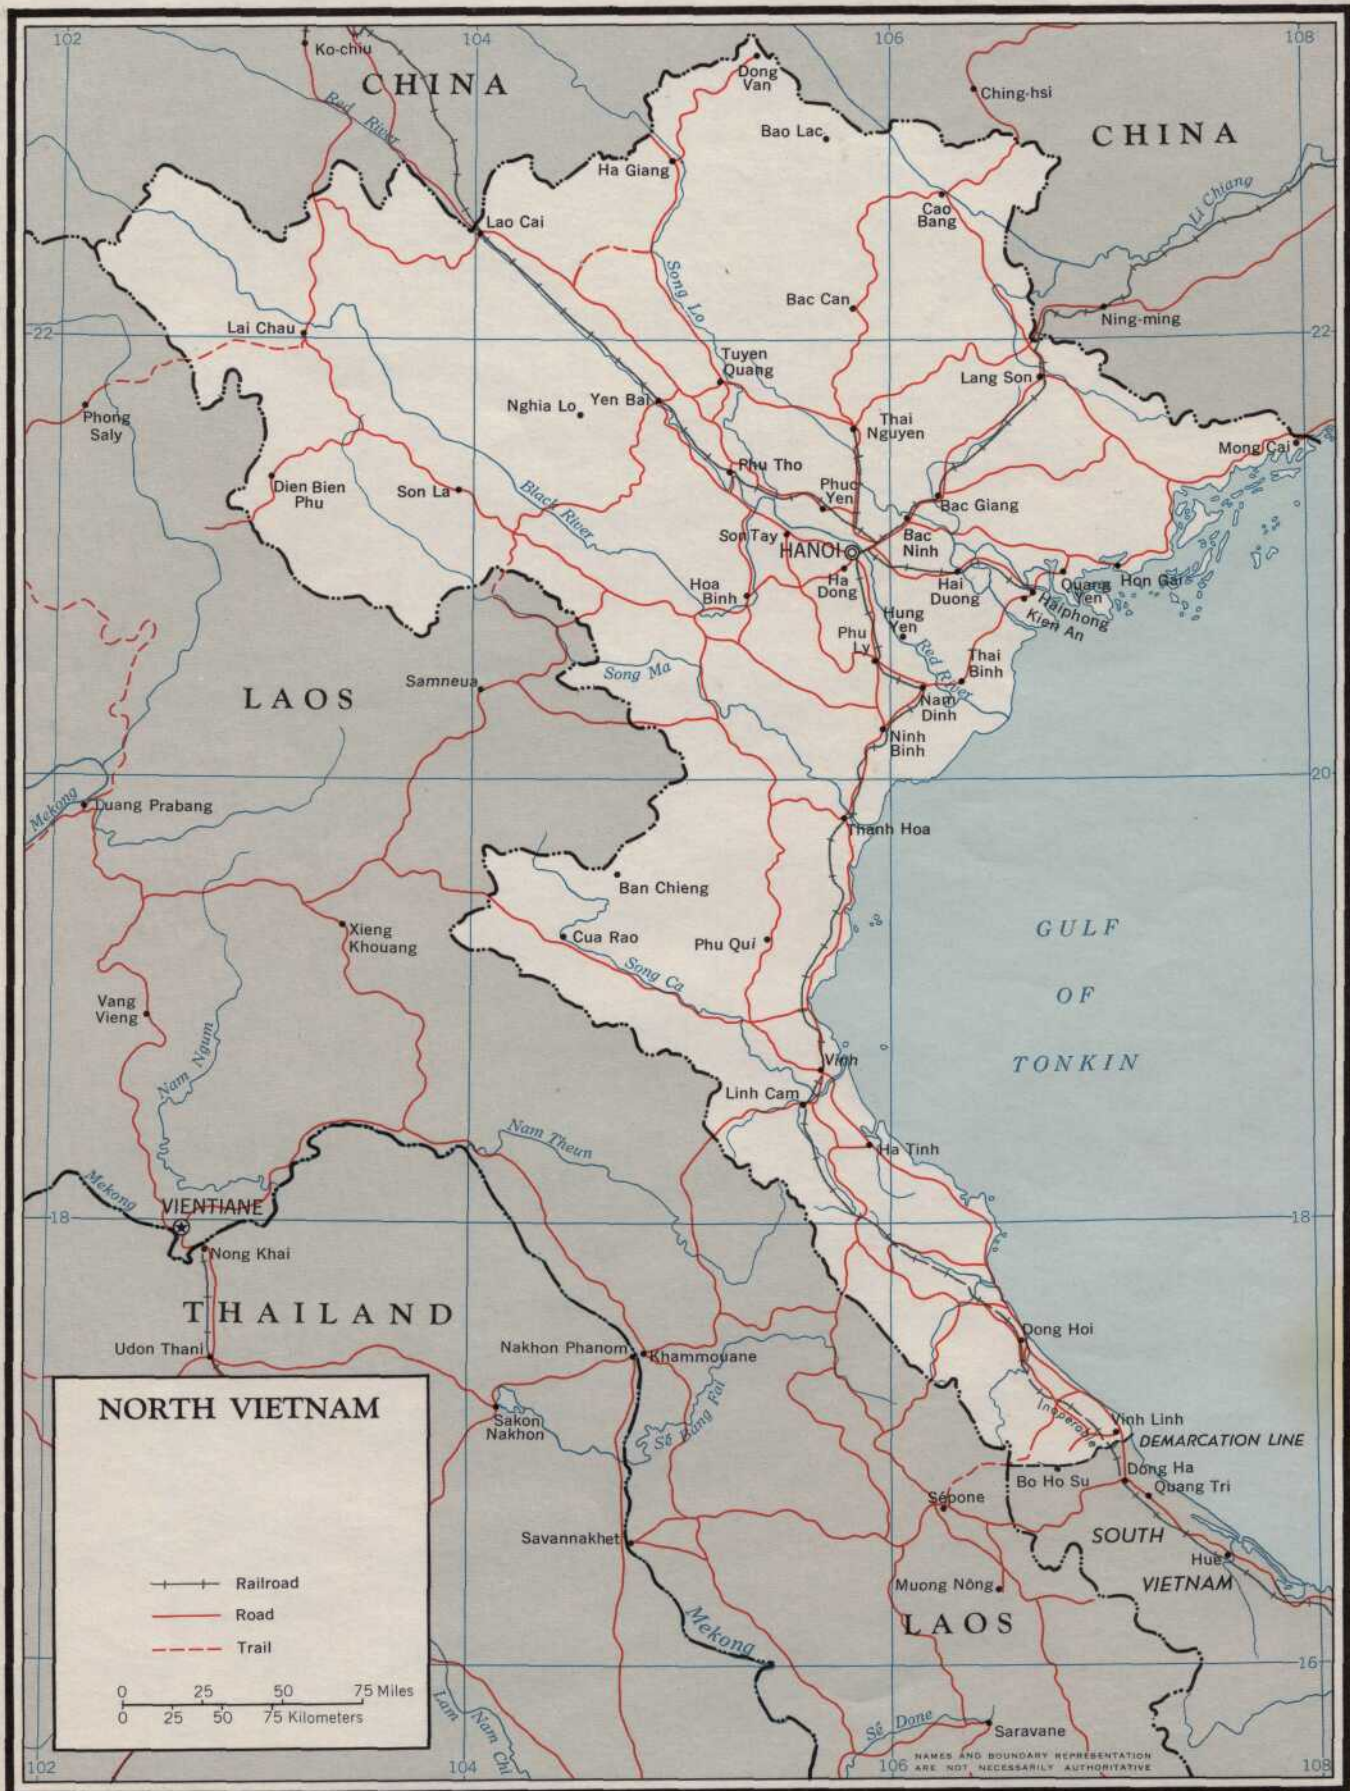 102
104
106
108
Ko-chiu
CHINA
Red River
Dong
Van
Bao Lac
Ching-hsi
CHINA
Ha Giang
Lao Cai
Cao
Bang
Li Chiang
Song Lo
Bac Can
Ning-ming
22
Lai Chau
22
Tuyen
Quang
Lang Son
Phong
Saly
Nghia Lo
Yen Bai
Thai
Nguyen
Mong Cai
Phu Tho
Dien Bien
Phu
Son La
Black River
Phuc
Yen
Bac Giang
Son Tay
HANOI
Bac
Ninh
Ha
Dong
Hai
Duong
Quang
Yen
Hon Gai
Haiphong
Kien An
Hoa
Binh
Hung
Yen
Phu
Ly
Red River
Thai
Binh
Song Ma
Samneua
LAOS
Nam
Dinh
Ninh
Binh
20
Mekong
Luang Prabang
Thanh Hoa
Ban Chieng
Xieng
Khouang
Cua Rao
Phu Qui
GULF
OF
TONKIN
Song Ca
Vang
Vieng
Nam Ngum
Vinh
Linh Cam
Nam Theun
Ha Tinh
Mekong
VIENTIANE
18
18
Nong Khai
THAILAND
Udon Thani
Nakhon Phanom
Khammouane
Dong Hoi
Sakon
Nakhon
Sé Bang Fai
Inoperable
Vinh Linh
DEMARCATION LINE
Bo Ho Su
Dong Ha
Quang Tri
Sépone
Savannakhet
SOUTH
Hué
VIETNAM
Muong Nông
LAOS
Mekong
16
Sé Done
Saravane
Lam
Nam Chi
NORTH VIETNAM
Railroad
Road
Trail
0 25 50 75 Miles
0 25 50 75 Kilometers
NAMES AND BOUNDARY REPRESENTATION
ARE NOT NECESSARILY AUTHORITATIVE
102
104
106
108